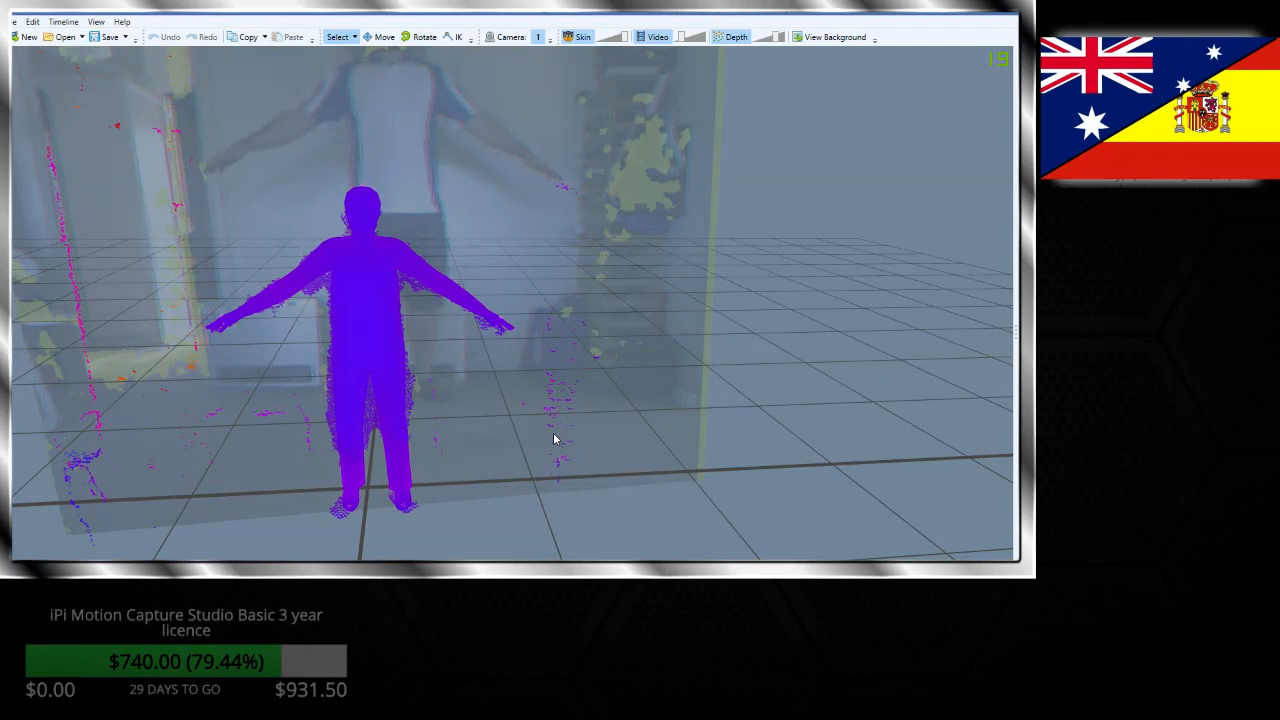 Edit Timeline View Help
New Open Save Undo Redo Copy Paste Select Move Rotate IK Camera: 1 Skin Video Depth View Background
19
iPi Motion Capture Studio Basic 3 year
licence
$740.00 (79.44%)
$0.00 29 DAYS TO GO $931.50